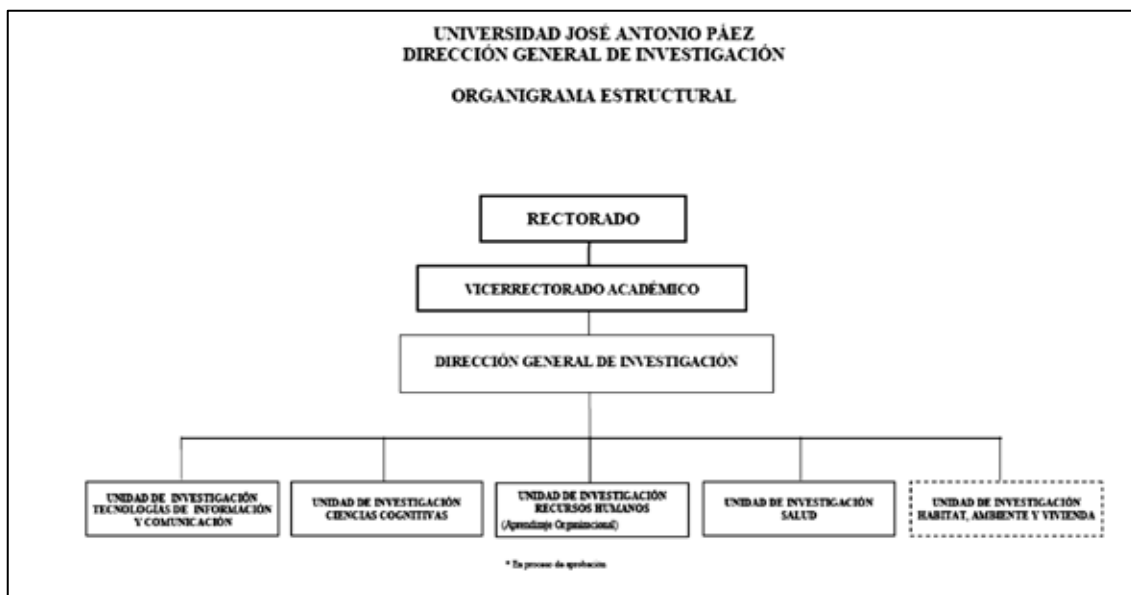 UNIVERSIDAD JOSÉ ANTONIO PÁEZ
DIRECCIÓN GENERAL DE INVESTIGACIÓN
ORGANIGRAMA ESTRUCTURAL
RECTORADO
VICERRECTORADO ACADÉMICO
DIRECCIÓN GENERAL DE INVESTIGACIÓN
UNIDAD DE INVESTIGACIÓN
TECNOLOGÍAS DE INFORMACIÓN
Y COMUNICACIÓN
UNIDAD DE INVESTIGACIÓN
CIENCIAS COGNITIVAS
UNIDAD DE INVESTIGACIÓN
RECURSOS HUMANOS
(Aprendizaje Organizacional)
UNIDAD DE INVESTIGACIÓN
SALUD
UNIDAD DE INVESTIGACIÓN
HABITAT, AMBIENTE Y VIVIENDA
* En proceso de aprobación